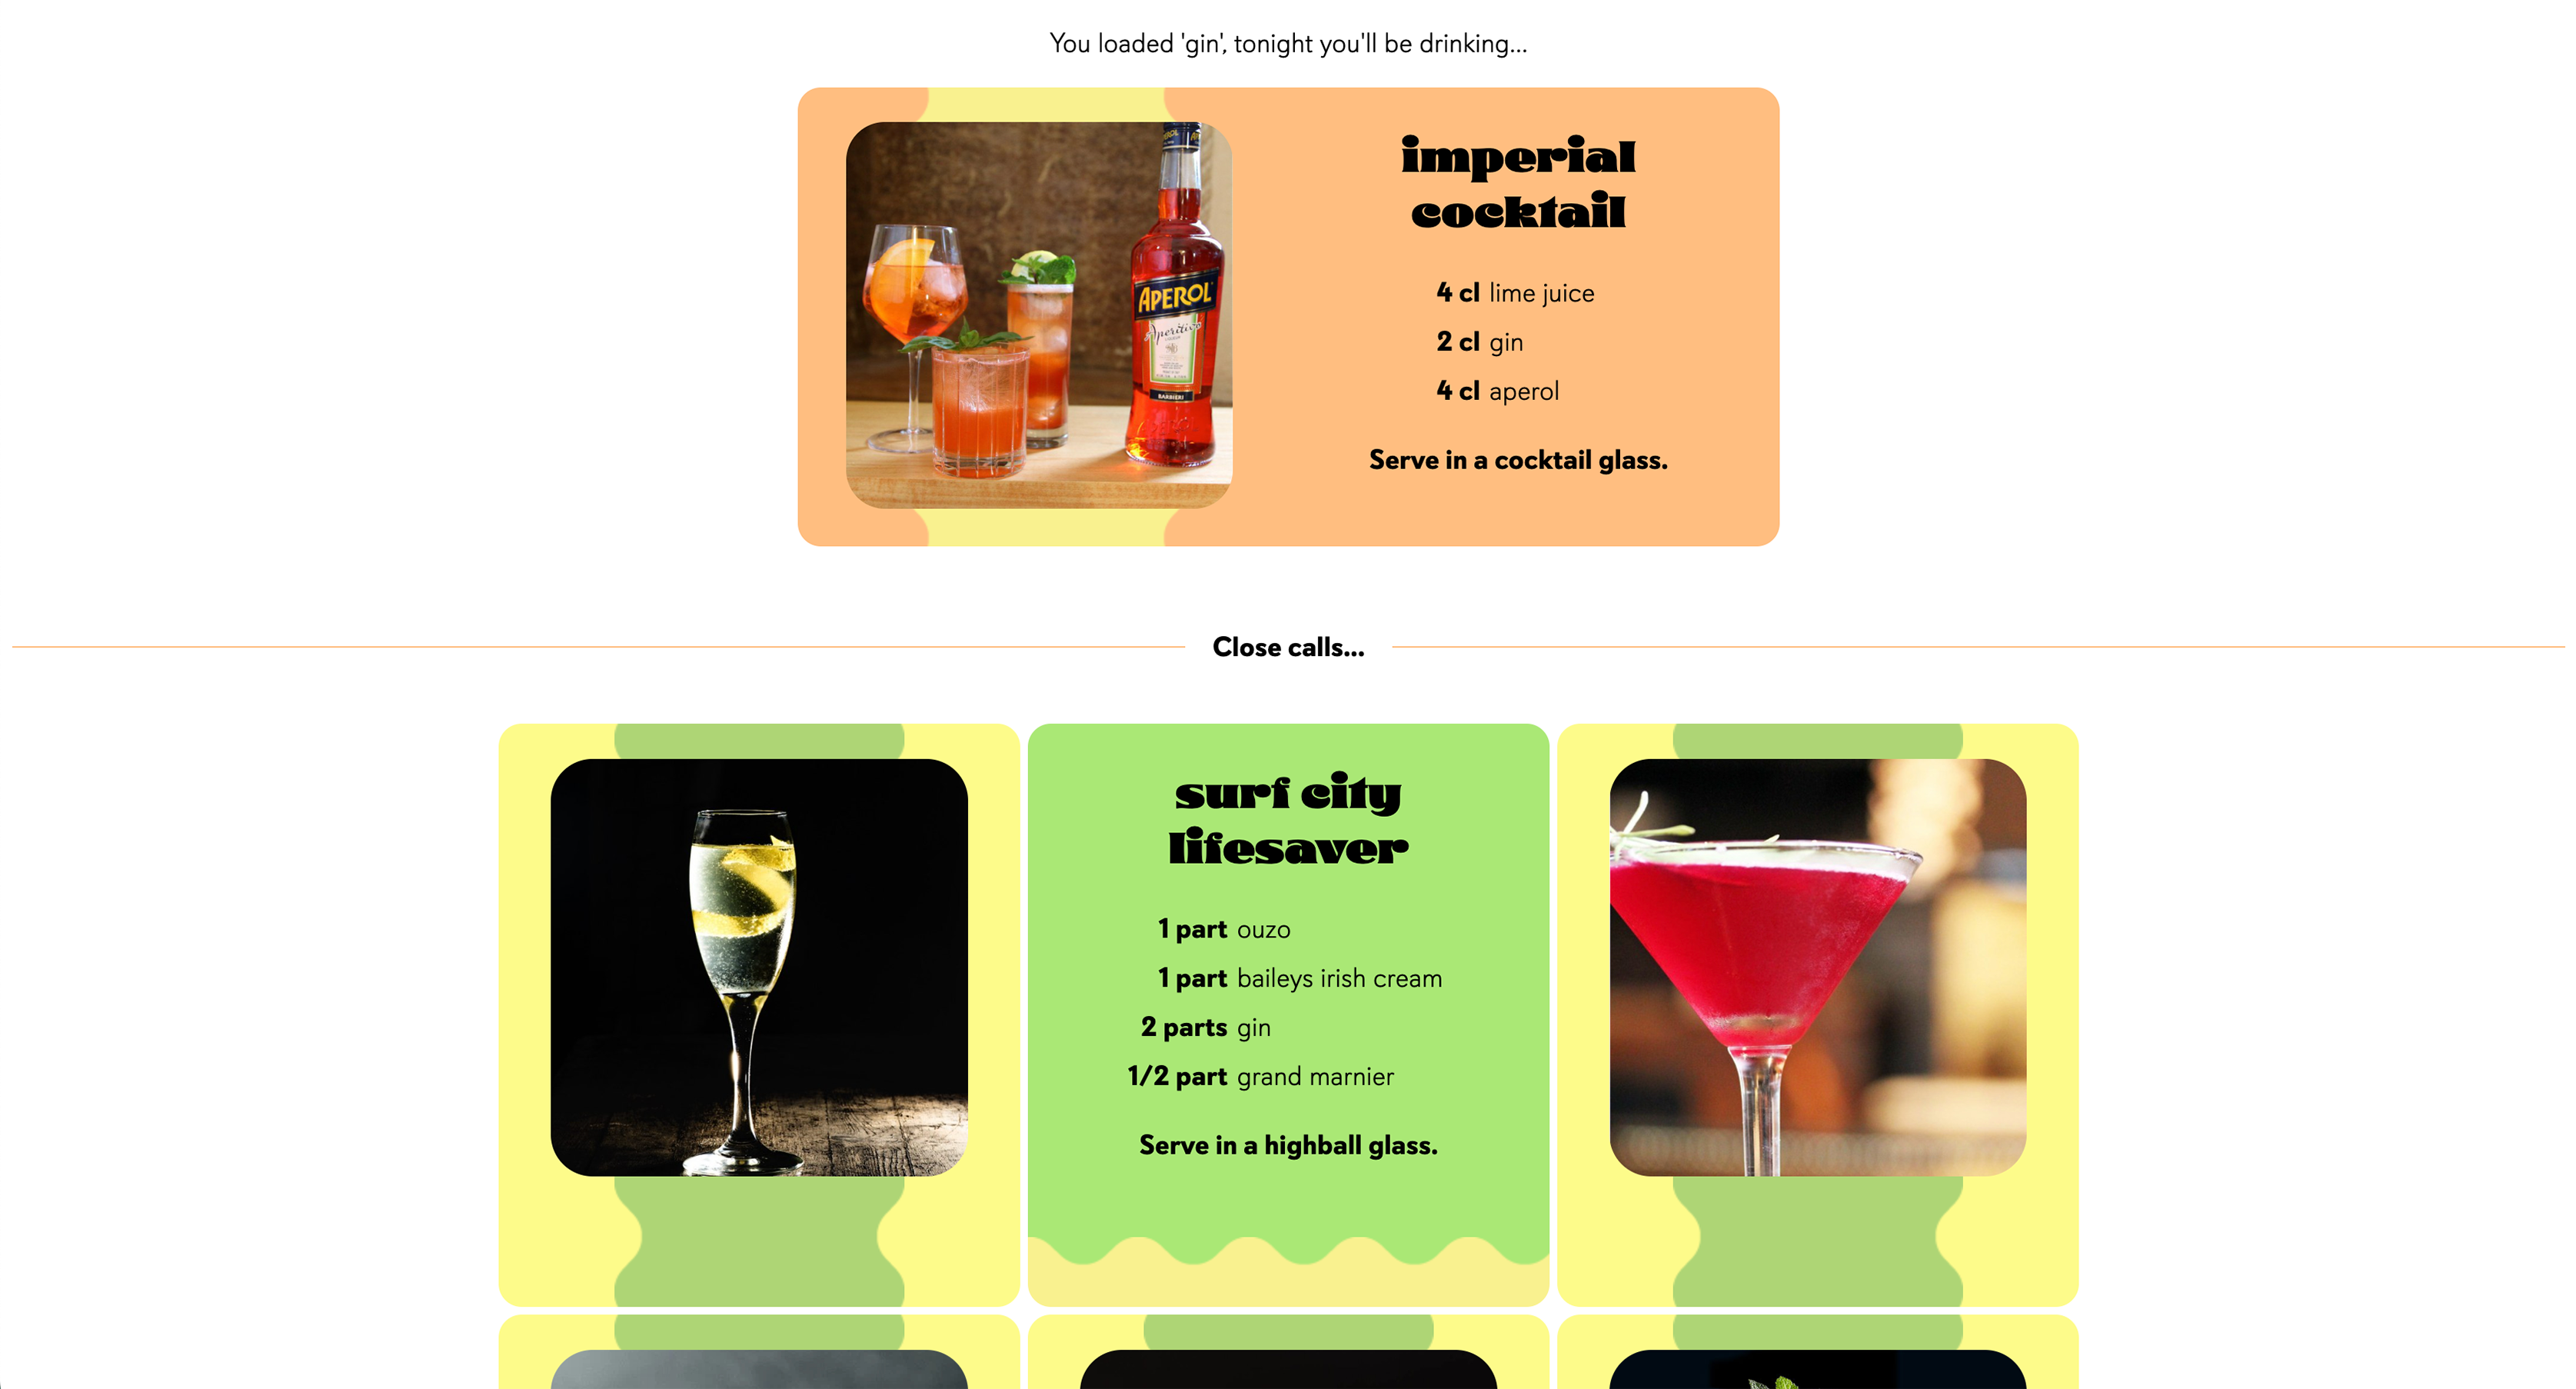 You loaded 'gin', tonight you'll be drinking...
imperial
cocktail
4 cl lime juice
2 cl gin
4 cl aperol
Serve in a cocktail glass.
APEROL
Aperitivo
BARBIERI
Close calls...
surf city
lifesaver
1 part ouzo
1 part baileys irish cream
2 parts gin
1/2 part grand marnier
Serve in a highball glass.